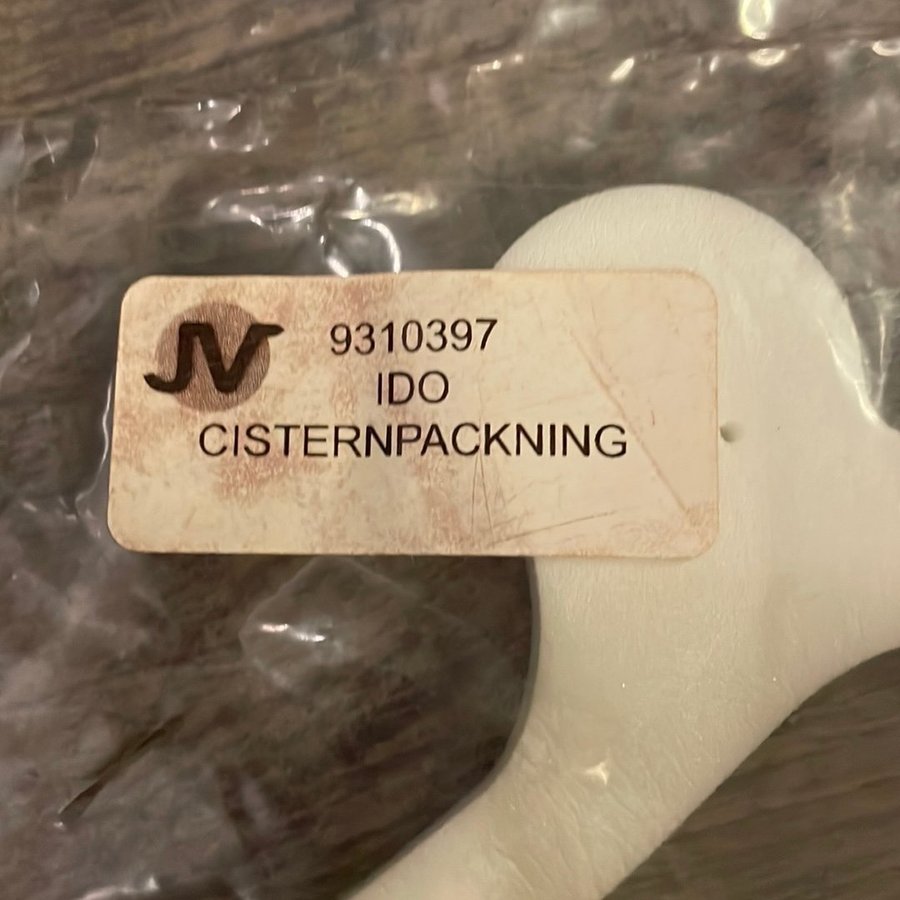 JV
9310397
IDO
CISTERNPACKNING